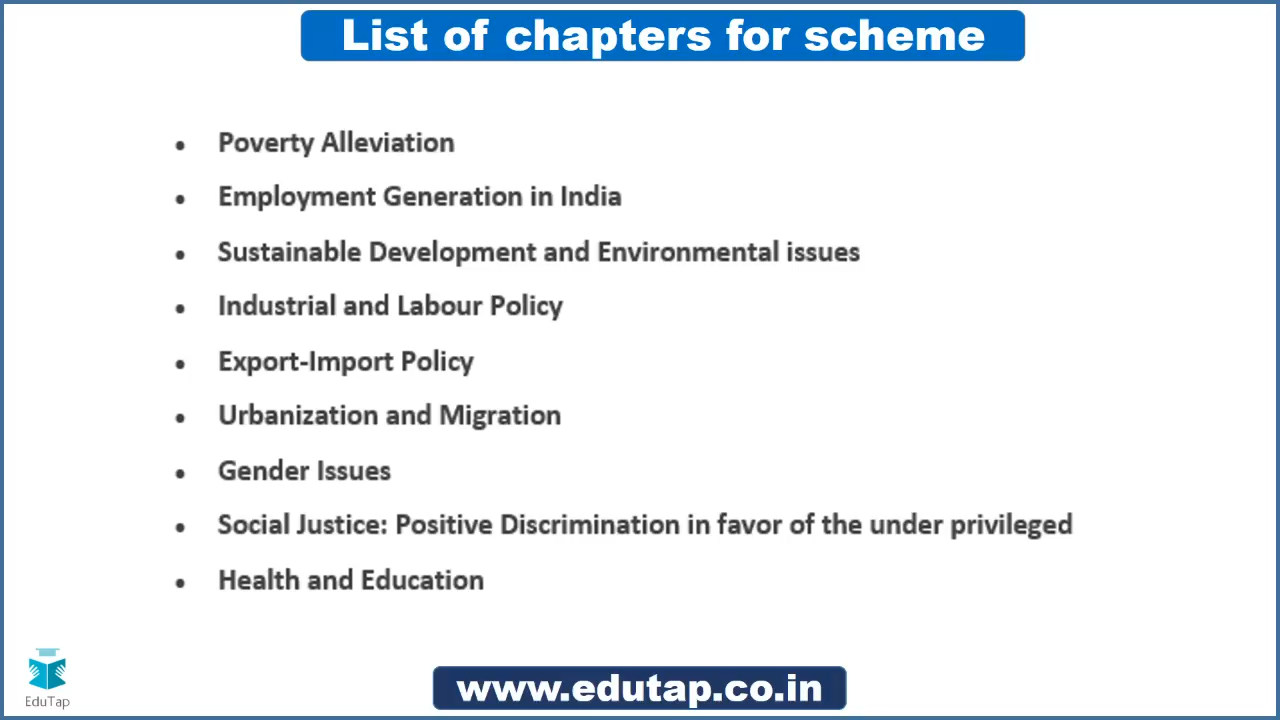 List of chapters for scheme
• Poverty Alleviation
• Employment Generation in India
• Sustainable Development and Environmental issues
• Industrial and Labour Policy
• Export-Import Policy
• Urbanization and Migration
• Gender Issues
• Social Justice: Positive Discrimination in favor of the under privileged
• Health and Education
EduTap
www.edutap.co.in